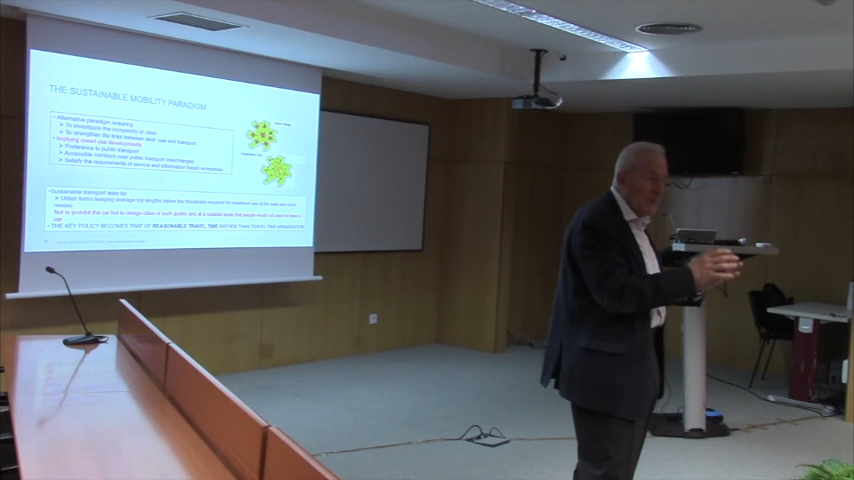 THE SUSTAINABLE MOBILITY PARADIGM
• Alternative paradigm requiring
➢ To investigate the complexity of cities
➢ To strengthen the links between land use and transport
• Implying mixed use developments
➢ Preference to public transport
➢ Accessible corridors near public transport interchanges
➢ Satisfy the requirements of service and information based economies
•Sustainable transport asks for
➢ Urban forms keeping average trip lengths below the thresholds required for maximum use of the walk and cycle
modes
Not to prohibit the car but to design cities of such quality and at a suitable scale that people would not need to have a
car
• THE KEY POLICY BECOMES THAT OF REASONABLE TRAVEL TIME RATHER THAN TRAVEL TIME MINIMISATION